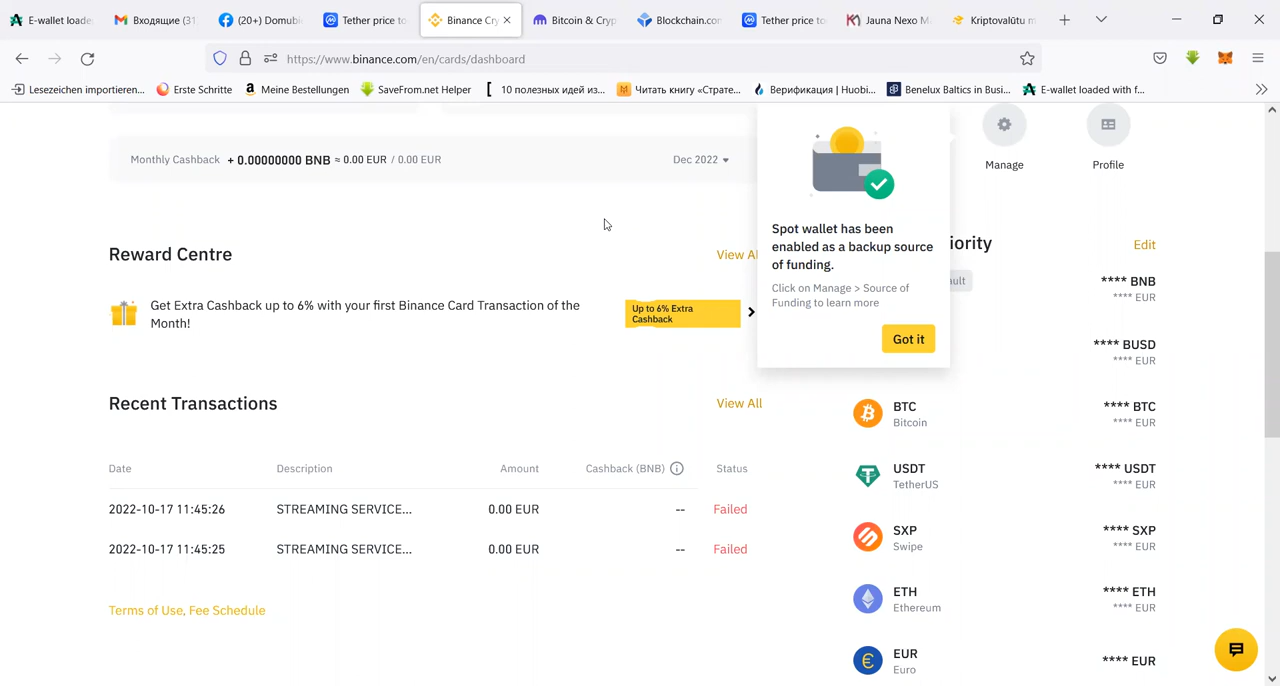 E-wallet loade
Входящие (31
(20+) Domubi
Tether price to
Binance Cry
Bitcoin & Cryp
Blockchain.con
Tether price to
Jauna Nexo M
Kriptovalūtu m
https://www.binance.com/en/cards/dashboard
Lesezeichen importieren...
Erste Schritte
Meine Bestellungen
SaveFrom.net Helper
10 полезных идей из...
Читать книгу «Страте...
Верификация | Huobi...
Benelux Baltics in Busi...
E-wallet loaded with f...
Monthly Cashback + 0.00000000 BNB ≈ 0.00 EUR / 0.00 EUR
Dec 2022
Manage
Profile
Spot wallet has been
enabled as a backup source
of funding.
Click on Manage > Source of
Funding to learn more
Got it
Reward Centre
View Al
Get Extra Cashback up to 6% with your first Binance Card Transaction of the
Month!
Up to 6% Extra
Cashback
Recent Transactions
View All
Date Description Amount Cashback (BNB) Status
2022-10-17 11:45:26 STREAMING SERVICE... 0.00 EUR -- Failed
2022-10-17 11:45:25 STREAMING SERVICE... 0.00 EUR -- Failed
Terms of Use, Fee Schedule
iority
Edit
ult
**** BNB
**** EUR
**** BUSD
**** EUR
BTC **** BTC
Bitcoin **** EUR
USDT **** USDT
TetherUS **** EUR
SXP **** SXP
Swipe **** EUR
ETH **** ETH
Ethereum **** EUR
EUR **** EUR
Euro